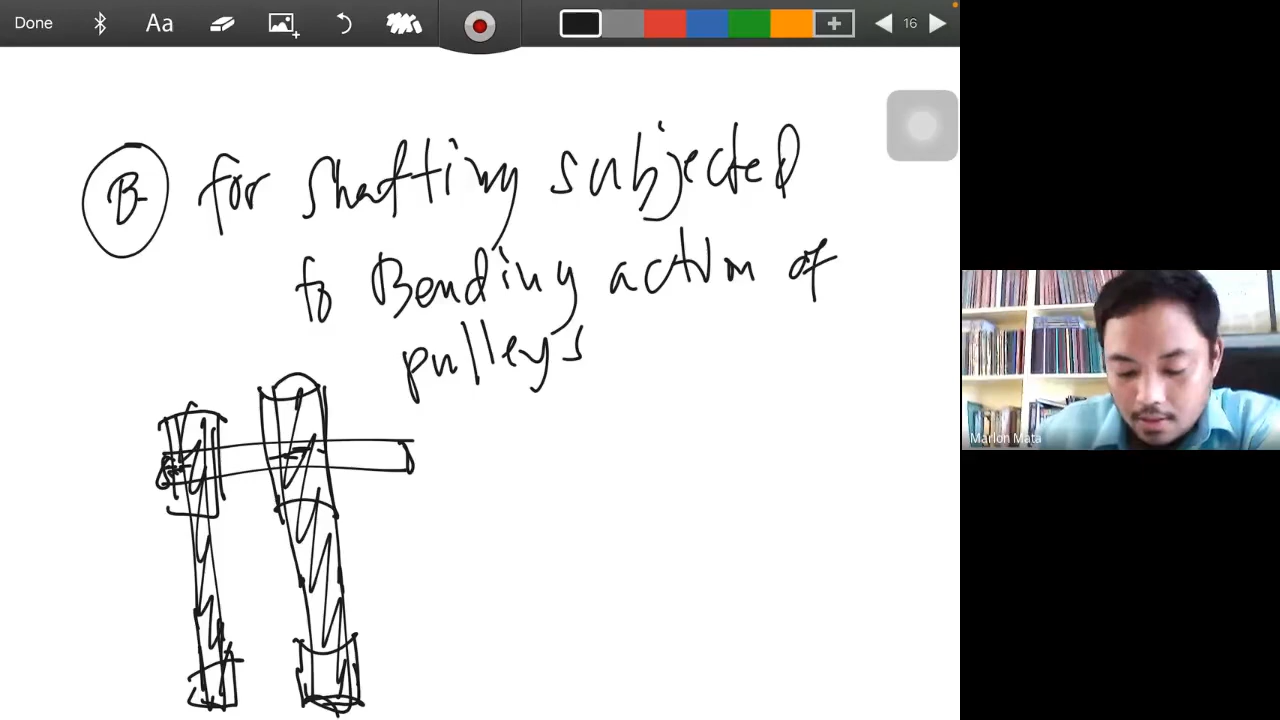 Done
Aa
16
B for Shafting subjected
to Bending action of
pulleys
Marlon Mata